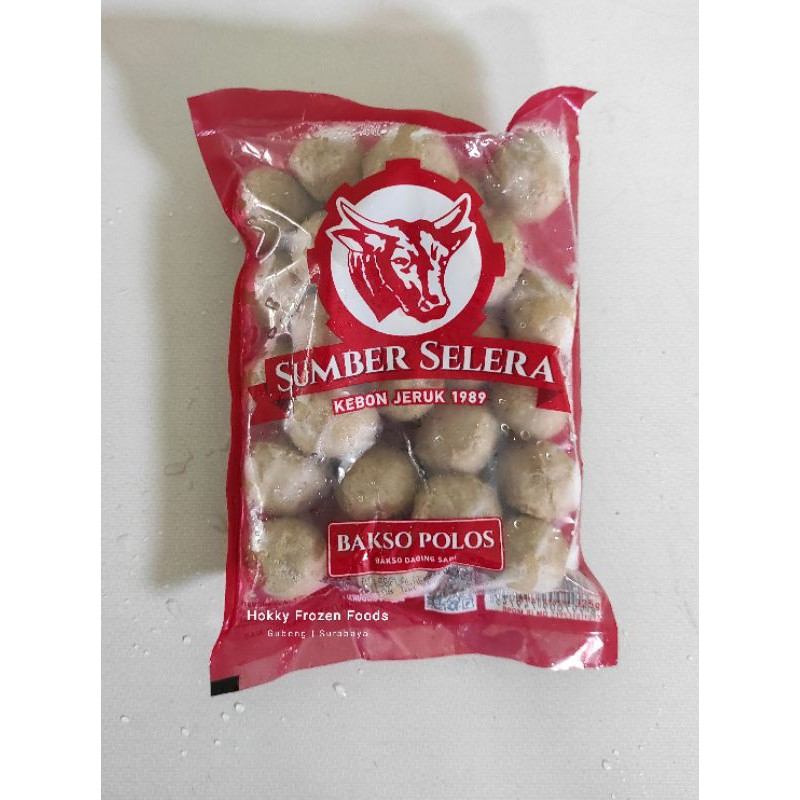 SUMBER SELERA
KEBON JERUK 1989
BAKSO POLOS
BAKSO DAGING SAPI
Hokky Frozen Foods
Gubeng | Surabaya